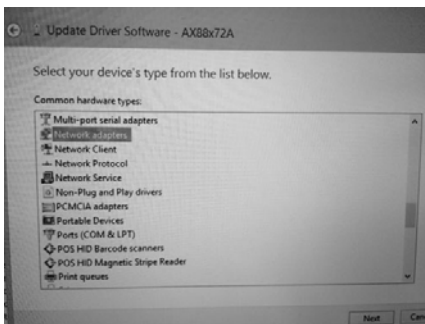 Update Driver Software - AX88x72A
Select your device's type from the list below.
Common hardware types:
Multi-port serial adapters
Network adapters
Network Client
Network Protocol
Network Service
Non-Plug and Play drivers
PCMCIA adapters
Portable Devices
Ports (COM & LPT)
POS HID Barcode scanners
POS HID Magnetic Stripe Reader
Print queues
Next